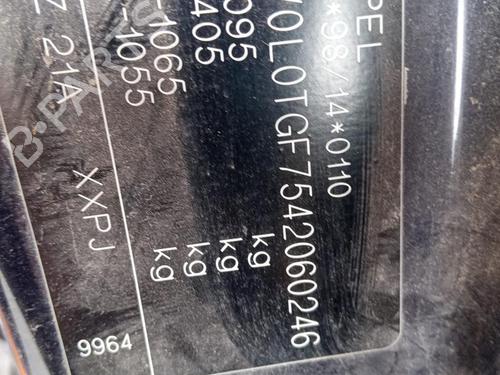 PEL
*98/14*0110
V0L0TGF7542060246
095 kg
405 kg
-1065 kg
-1055 kg
Z 21A XXPJ
9964
B-PARTS